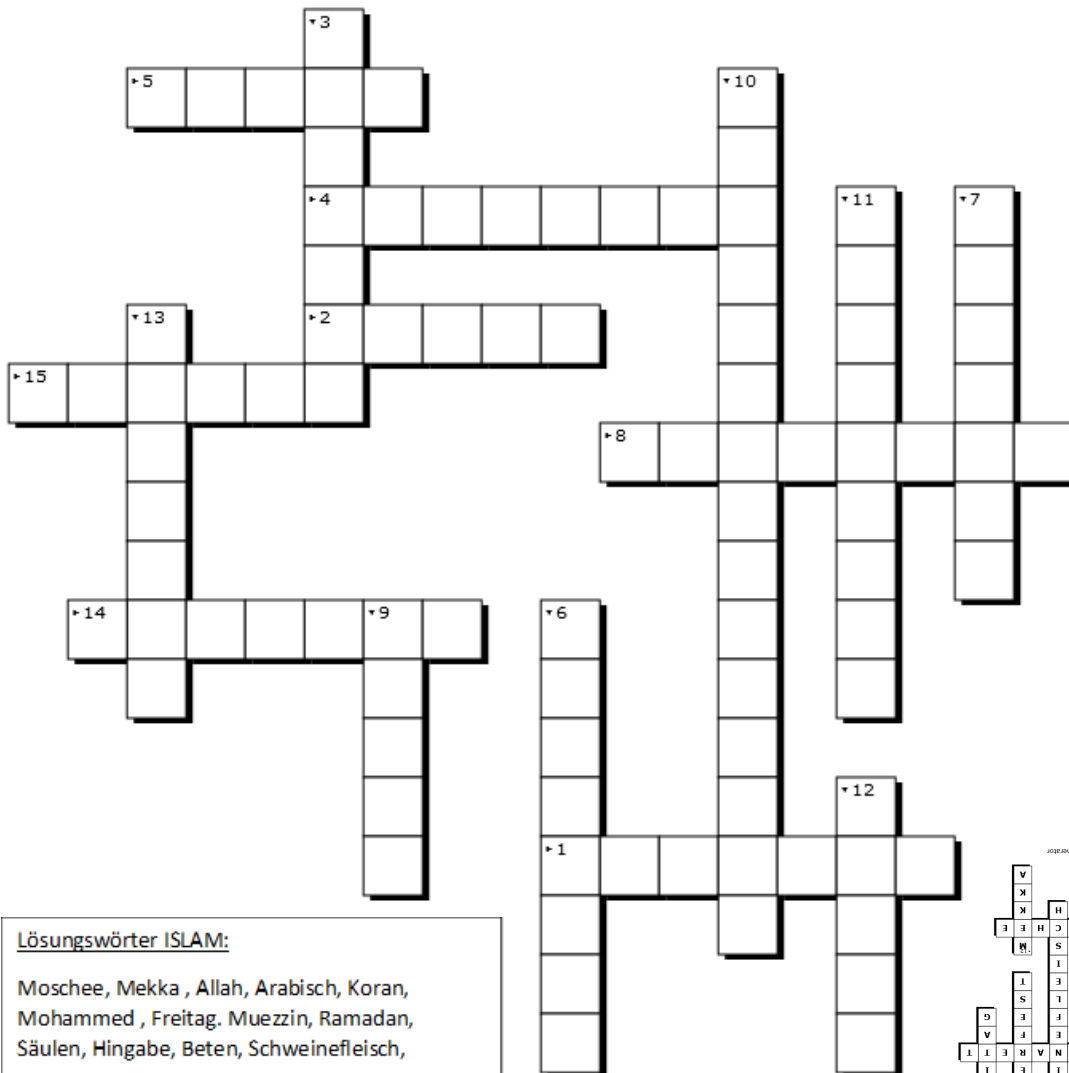 3
5 10
4 11 7
13 2
15
8
14 9 6
12
1
Lösungswörter ISLAM:
Moschee, Mekka , Allah, Arabisch, Koran,
Mohammed , Freitag. Muezzin, Ramadan,
Säulen, Hingabe, Beten, Schweinefleisch,